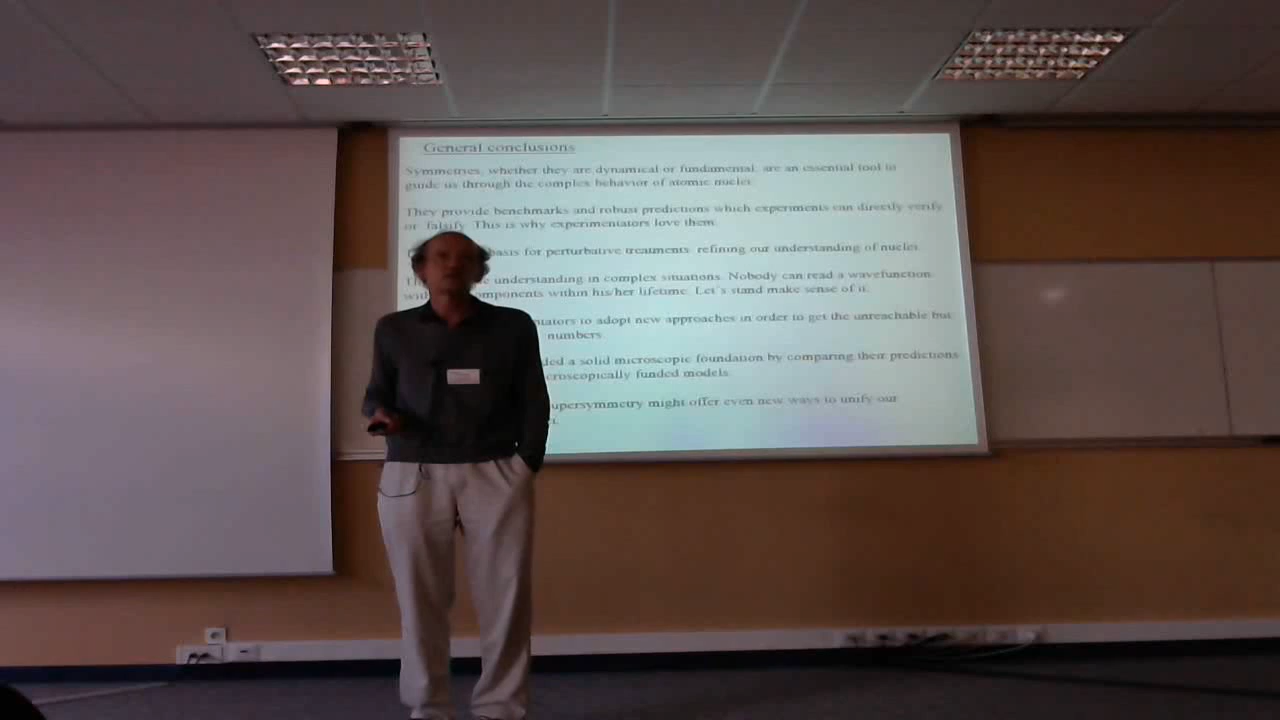 General conclusions
Symmetries, whether they are dynamical or fundamental, are an essential tool to
guide us through the complex behavior of atomic nuclei.
They provide benchmarks and robust predictions which experiments can directly verify
or falsify. This is why experimentators love them.
basis for perturbative treatments, refining our understanding of nuclei.
understanding in complex situations. Nobody can read a wavefunction
components within his/her lifetime. Let's stand make sense of it.
to adopt new approaches in order to get the unreachable but
numbers.
a solid microscopic foundation by comparing their predictions
funded models.
might offer even new ways to unify our